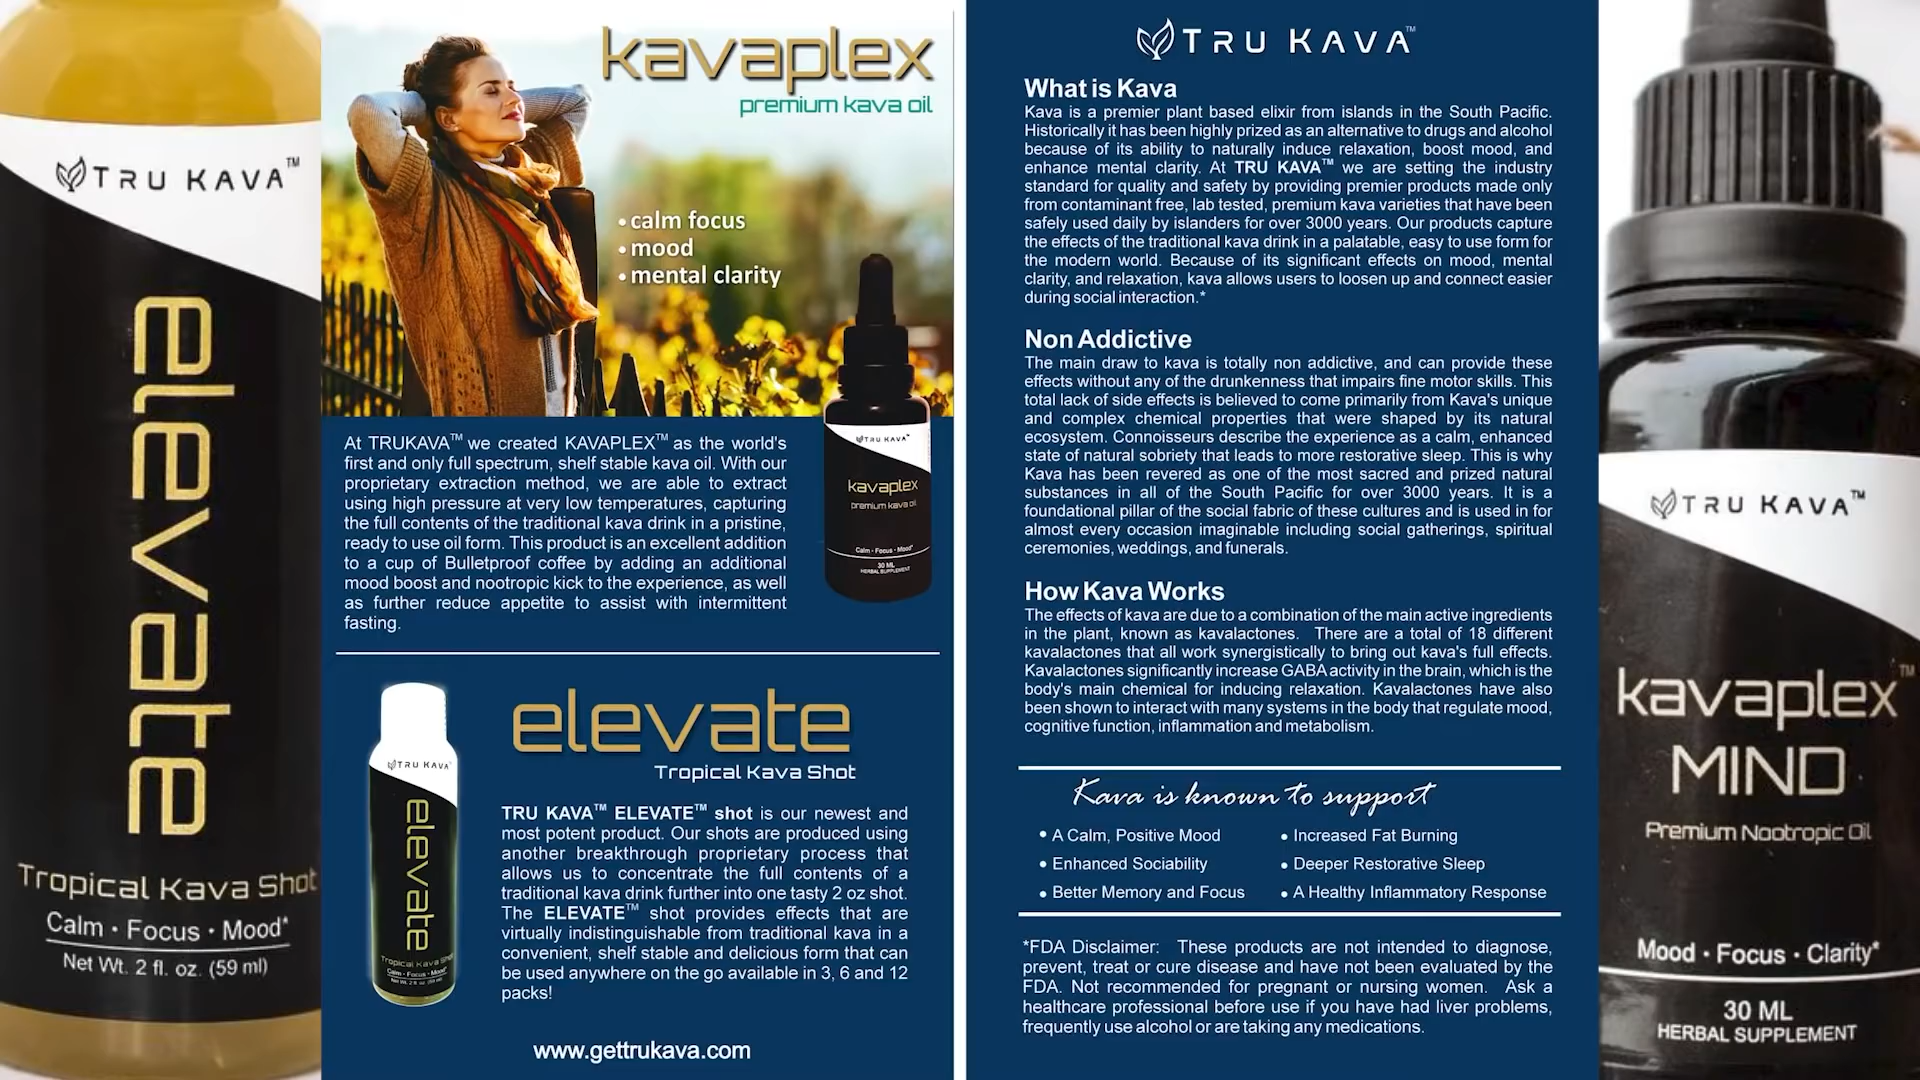 TRU KAVA™
elevate
Tropical Kava Shot
Calm • Focus • Mood*
Net Wt. 2 fl. oz. (59 ml)
kavaplex
premium kava oil
• calm focus
• mood
• mental clarity
At TRUKAVA™ we created KAVAPLEX™ as the world's
first and only full spectrum, shelf stable kava oil. With our
proprietary extraction method, we are able to extract
using high pressure at very low temperatures, capturing
the full contents of the traditional kava drink in a pristine,
ready to use oil form. This product is an excellent addition
to a cup of Bulletproof coffee by adding an additional
mood boost and nootropic kick to the experience, as well
as further reduce appetite to assist with intermittent
fasting.
TRU KAVA™
kavaplex
premium kava oil
Calm • Focus • Mood*
30 ML
HERBAL SUPPLEMENT
elevate
Tropical Kava Shot
TRU KAVA™
elevate
Tropical Kava Shot
Calm • Focus • Mood*
Net Wt. 2 fl. oz. (59 ml)
TRU KAVA™ ELEVATE™ shot is our newest and
most potent product. Our shots are produced using
another breakthrough proprietary process that
allows us to concentrate the full contents of a
traditional kava drink further into one tasty 2 oz shot.
The ELEVATE™ shot provides effects that are
virtually indistinguishable from traditional kava in a
convenient, shelf stable and delicious form that can
be used anywhere on the go available in 3, 6 and 12
packs!
www.gettrukava.com
TRU KAVA™
What is Kava
Kava is a premier plant based elixir from islands in the South Pacific.
Historically it has been highly prized as an alternative to drugs and alcohol
because of its ability to naturally induce relaxation, boost mood, and
enhance mental clarity. At TRU KAVA™ we are setting the industry
standard for quality and safety by providing premier products made only
from contaminant free, lab tested, premium kava varieties that have been
safely used daily by islanders for over 3000 years. Our products capture
the effects of the traditional kava drink in a palatable, easy to use form for
the modern world. Because of its significant effects on mood, mental
clarity, and relaxation, kava allows users to loosen up and connect easier
during social interaction.*
Non Addictive
The main draw to kava is totally non addictive, and can provide these
effects without any of the drunkenness that impairs fine motor skills. This
total lack of side effects is believed to come primarily from Kava's unique
and complex chemical properties that were shaped by its natural
ecosystem. Connoisseurs describe the experience as a calm, enhanced
state of natural sobriety that leads to more restorative sleep. This is why
Kava has been revered as one of the most sacred and prized natural
substances in all of the South Pacific for over 3000 years. It is a
foundational pillar of the social fabric of these cultures and is used in for
almost every occasion imaginable including social gatherings, spiritual
ceremonies, weddings, and funerals.
How Kava Works
The effects of kava are due to a combination of the main active ingredients
in the plant, known as kavalactones. There are a total of 18 different
kavalactones that all work synergistically to bring out kava's full effects.
Kavalactones significantly increase GABA activity in the brain, which is the
body's main chemical for inducing relaxation. Kavalactones have also
been shown to interact with many systems in the body that regulate mood,
cognitive function, inflammation and metabolism.
Kava is known to support
• A Calm, Positive Mood
• Enhanced Sociability
• Better Memory and Focus
• Increased Fat Burning
• Deeper Restorative Sleep
• A Healthy Inflammatory Response
*FDA Disclaimer: These products are not intended to diagnose,
prevent, treat or cure disease and have not been evaluated by the
FDA. Not recommended for pregnant or nursing women. Ask a
healthcare professional before use if you have had liver problems,
frequently use alcohol or are taking any medications.
TRU KAVA™
kavaplex™
MIND
Premium Nootropic Oil
Mood • Focus • Clarity*
30 ML
HERBAL SUPPLEMENT